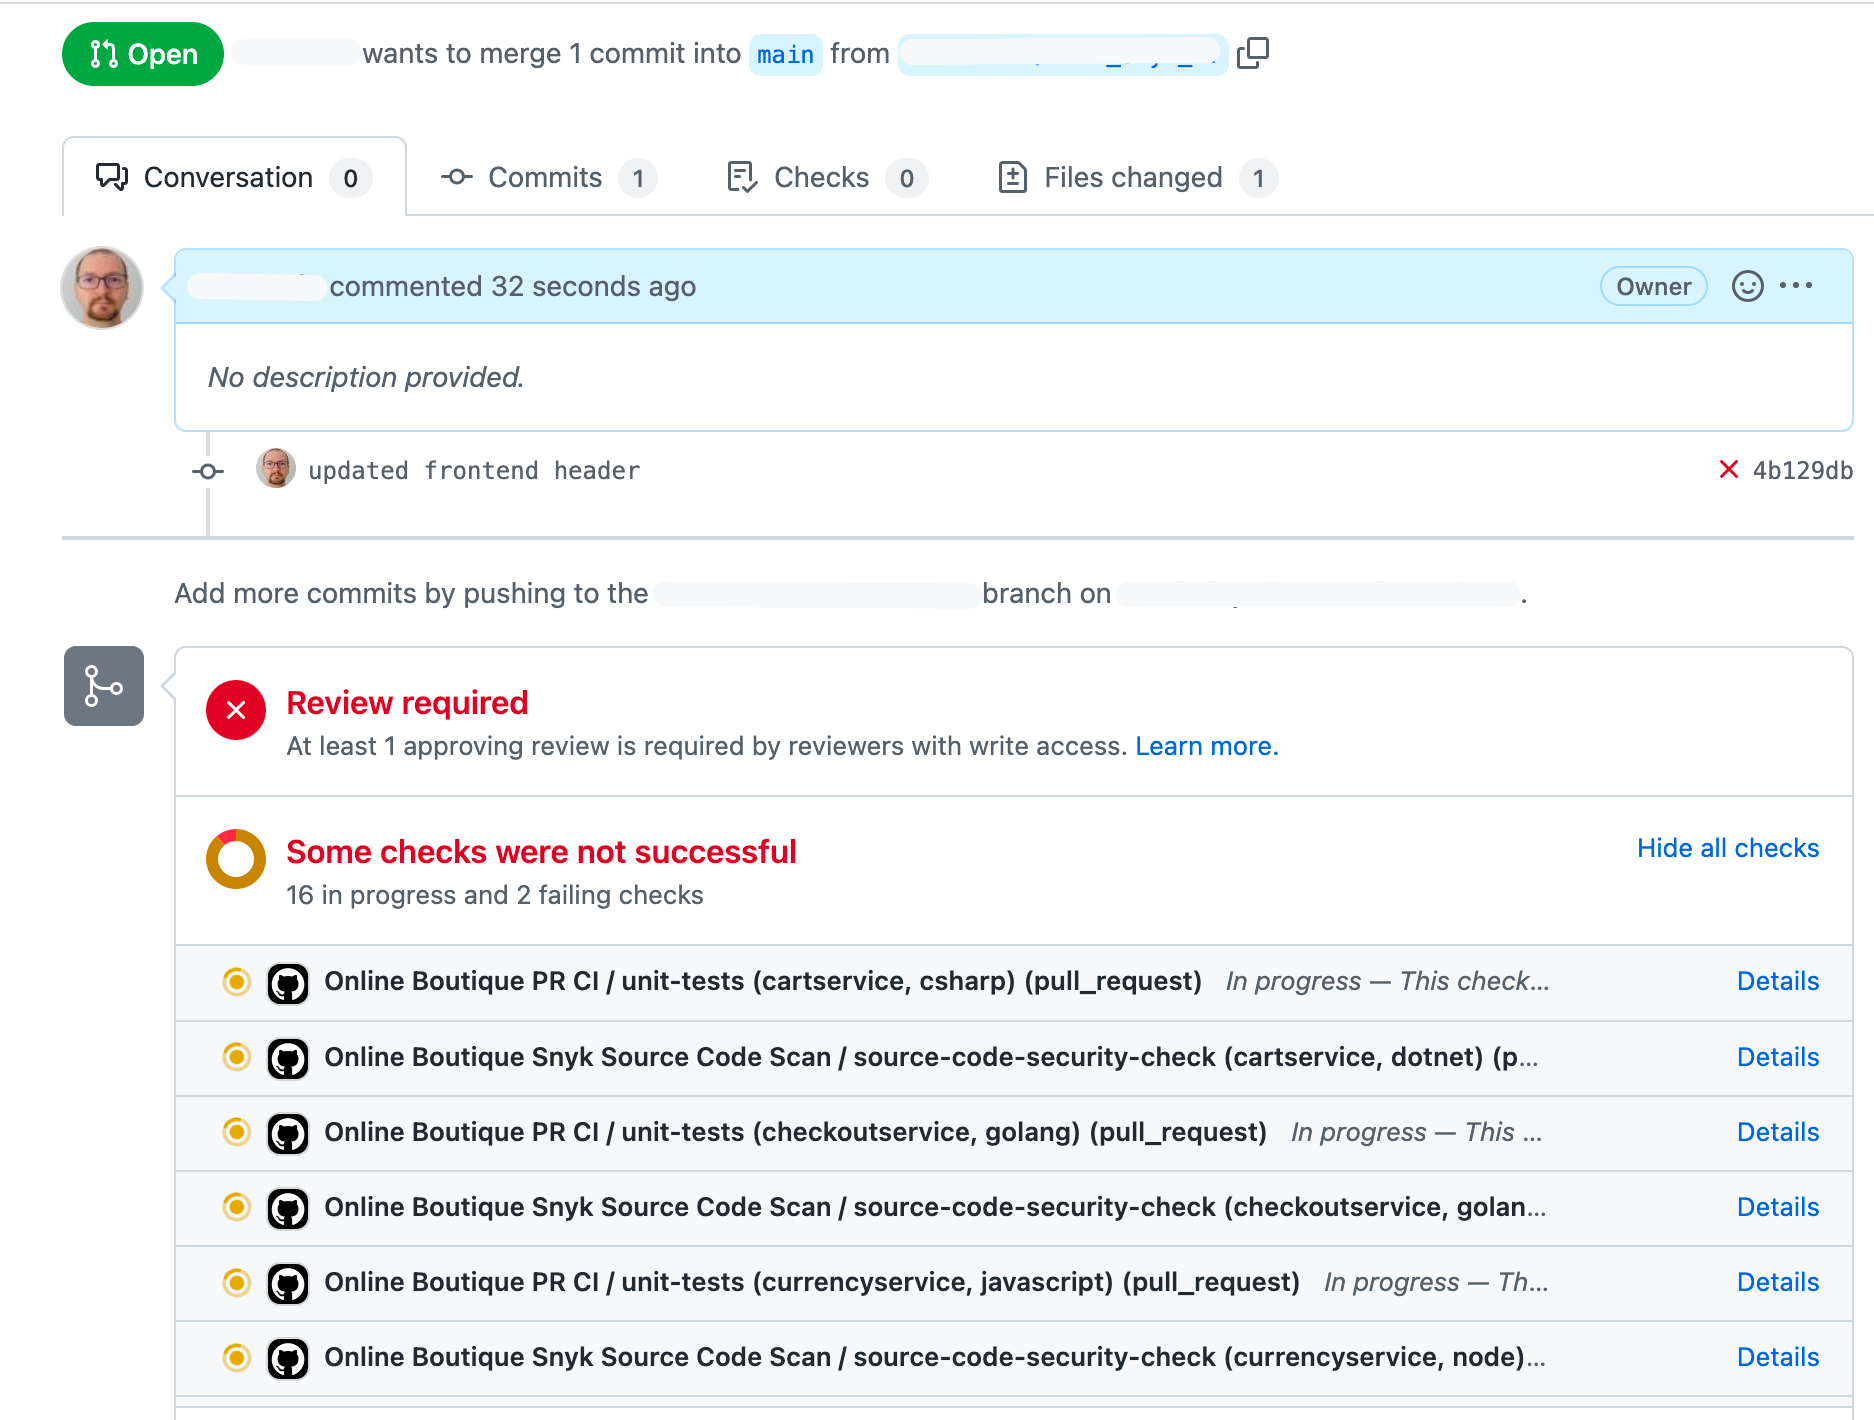 Open wants to merge 1 commit into main from
Conversation 0 Commits 1 Checks 0 Files changed 1
commented 32 seconds ago Owner
No description provided.
updated frontend header 4b129db
Add more commits by pushing to the branch on .
Review required
At least 1 approving review is required by reviewers with write access. Learn more.
Some checks were not successful Hide all checks
16 in progress and 2 failing checks
Online Boutique PR CI / unit-tests (cartservice, csharp) (pull_request) In progress — This check... Details
Online Boutique Snyk Source Code Scan / source-code-security-check (cartservice, dotnet) (p... Details
Online Boutique PR CI / unit-tests (checkoutservice, golang) (pull_request) In progress — This ... Details
Online Boutique Snyk Source Code Scan / source-code-security-check (checkoutservice, golan... Details
Online Boutique PR CI / unit-tests (currencyservice, javascript) (pull_request) In progress — Th... Details
Online Boutique Snyk Source Code Scan / source-code-security-check (currencyservice, node)... Details